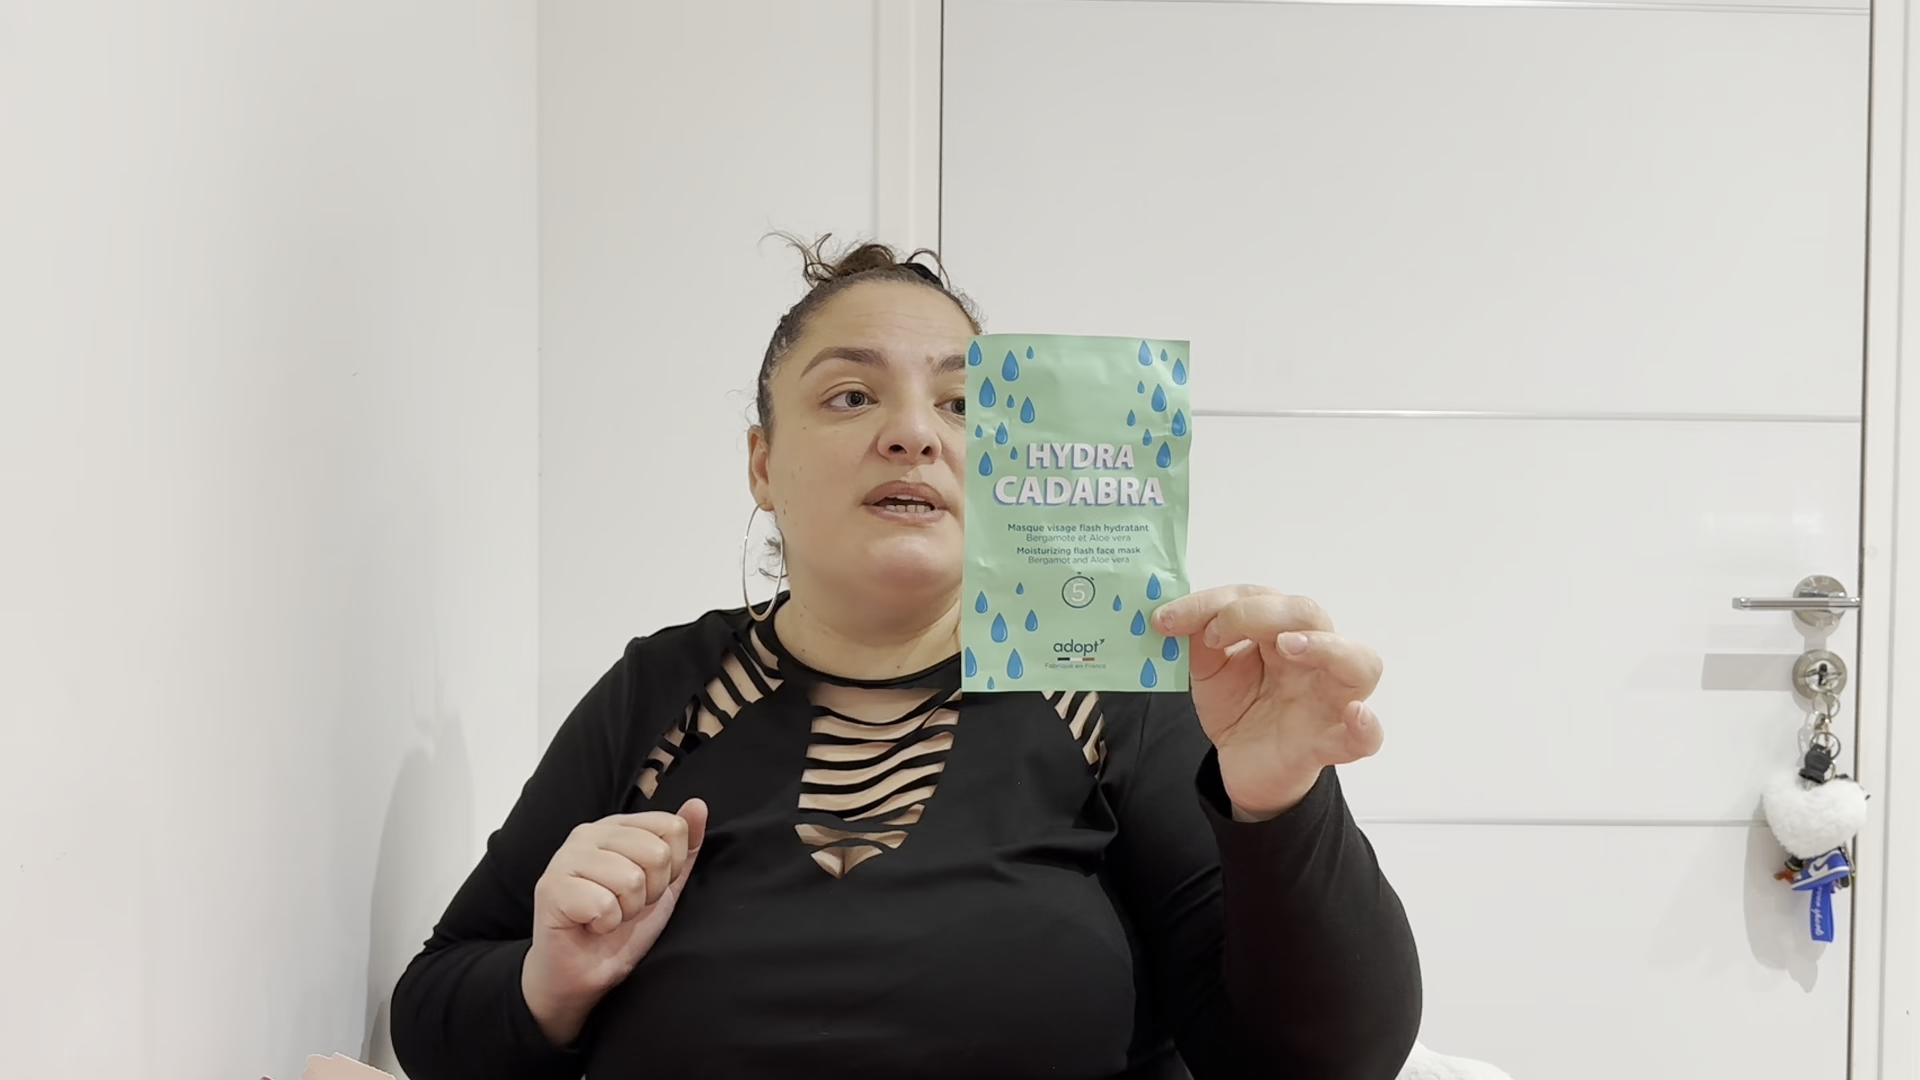 HYDRA
CADABRA
Masque visage flash hydratant
Bergamote et Aloe vera
Moisturizing flash face mask
Bergamot and Aloe vera
5
adopt'
Fabriqué en France